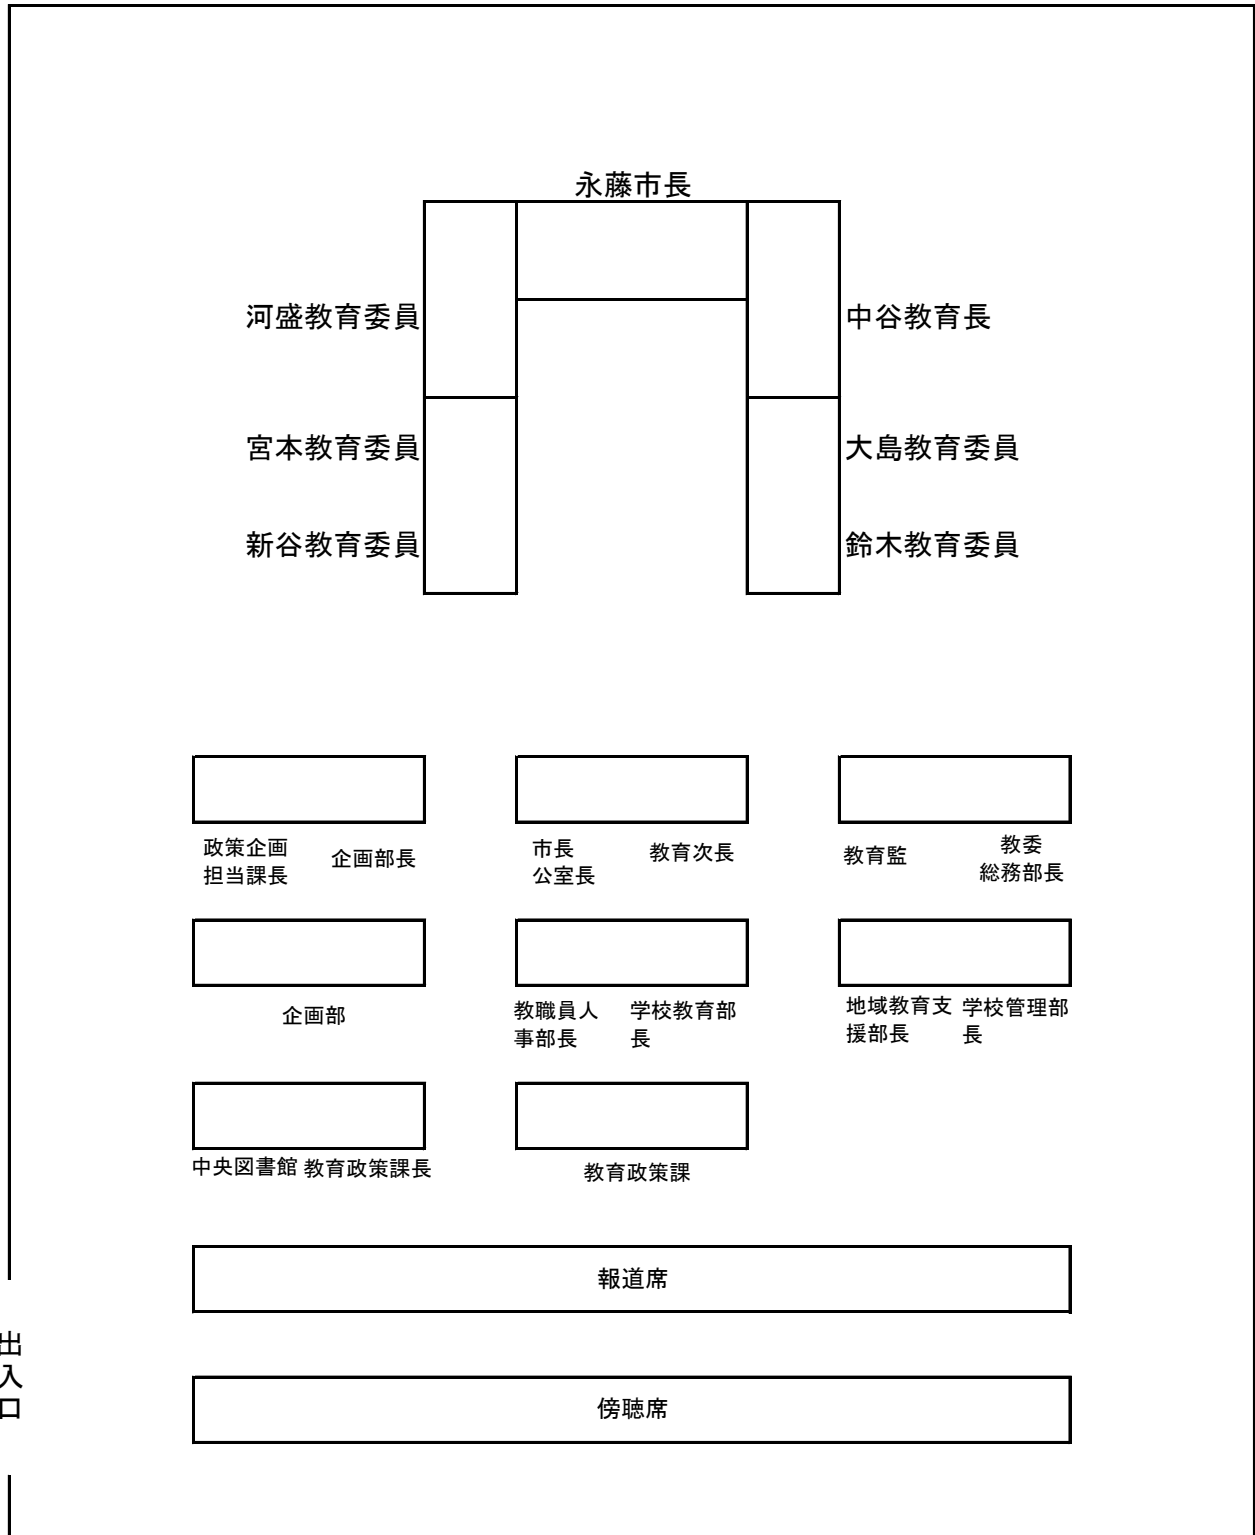 永藤市長
河盛教育委員
中谷教育長
宮本教育委員
大島教育委員
新谷教育委員
鈴木教育委員
政策企画
担当課長
企画部長
市長
公室長
教育次長
教育監
教委
総務部長
企画部
教職員人
事部長
学校教育部
長
地域教育支
援部長
学校管理部
長
中央図書館
教育政策課長
教育政策課
報道席
傍聴席
出入口